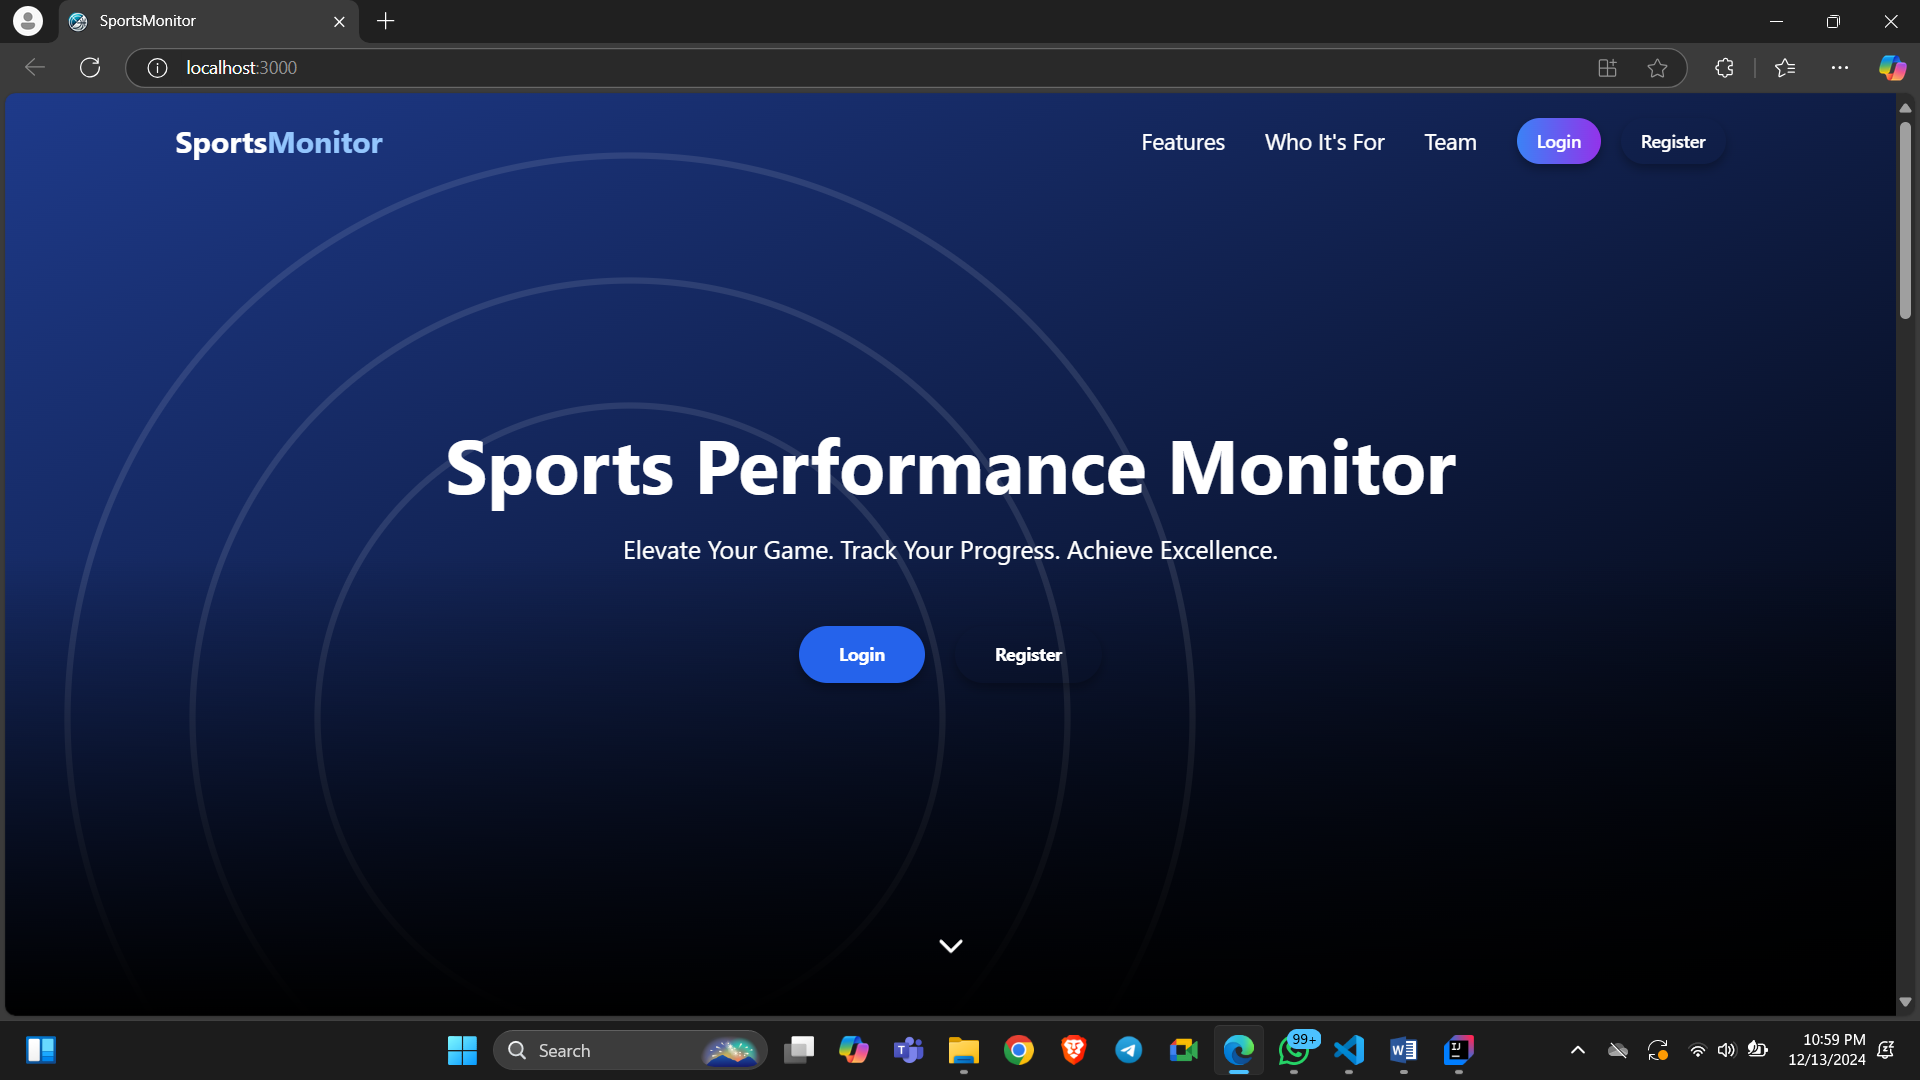 SportsMonitor
localhost:3000
SportsMonitor
Features
Who It's For
Team
Login
Register
Sports Performance Monitor
Elevate Your Game. Track Your Progress. Achieve Excellence.
Login
Register
Search
99+
10:59 PM
12/13/2024